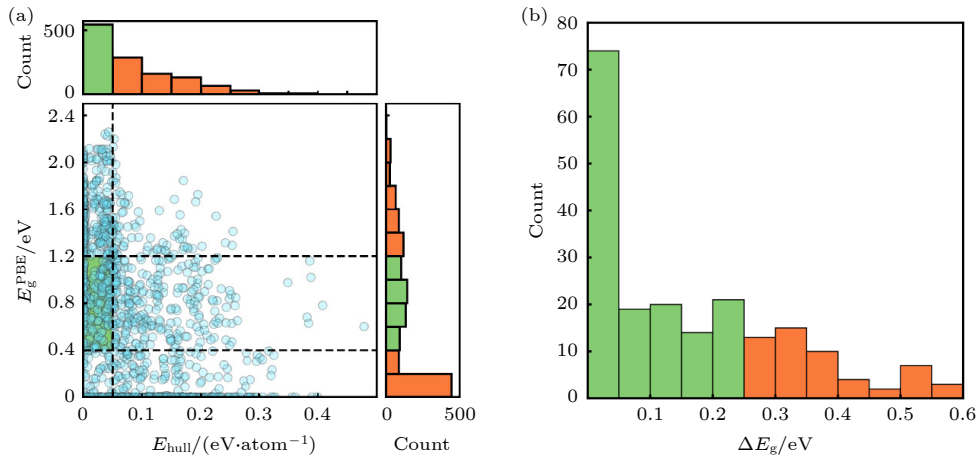 (a)
500
Count
0
2.4
2.0
1.6
1.2
0.8
0.4
0
E_g^PBE/eV
0 0.1 0.2 0.3 0.4
E_hull/(eV·atom⁻¹)
0 500
Count
(b)
80
70
60
50
40
30
20
10
0
Count
0.1 0.2 0.3 0.4 0.5 0.6
ΔE_g/eV